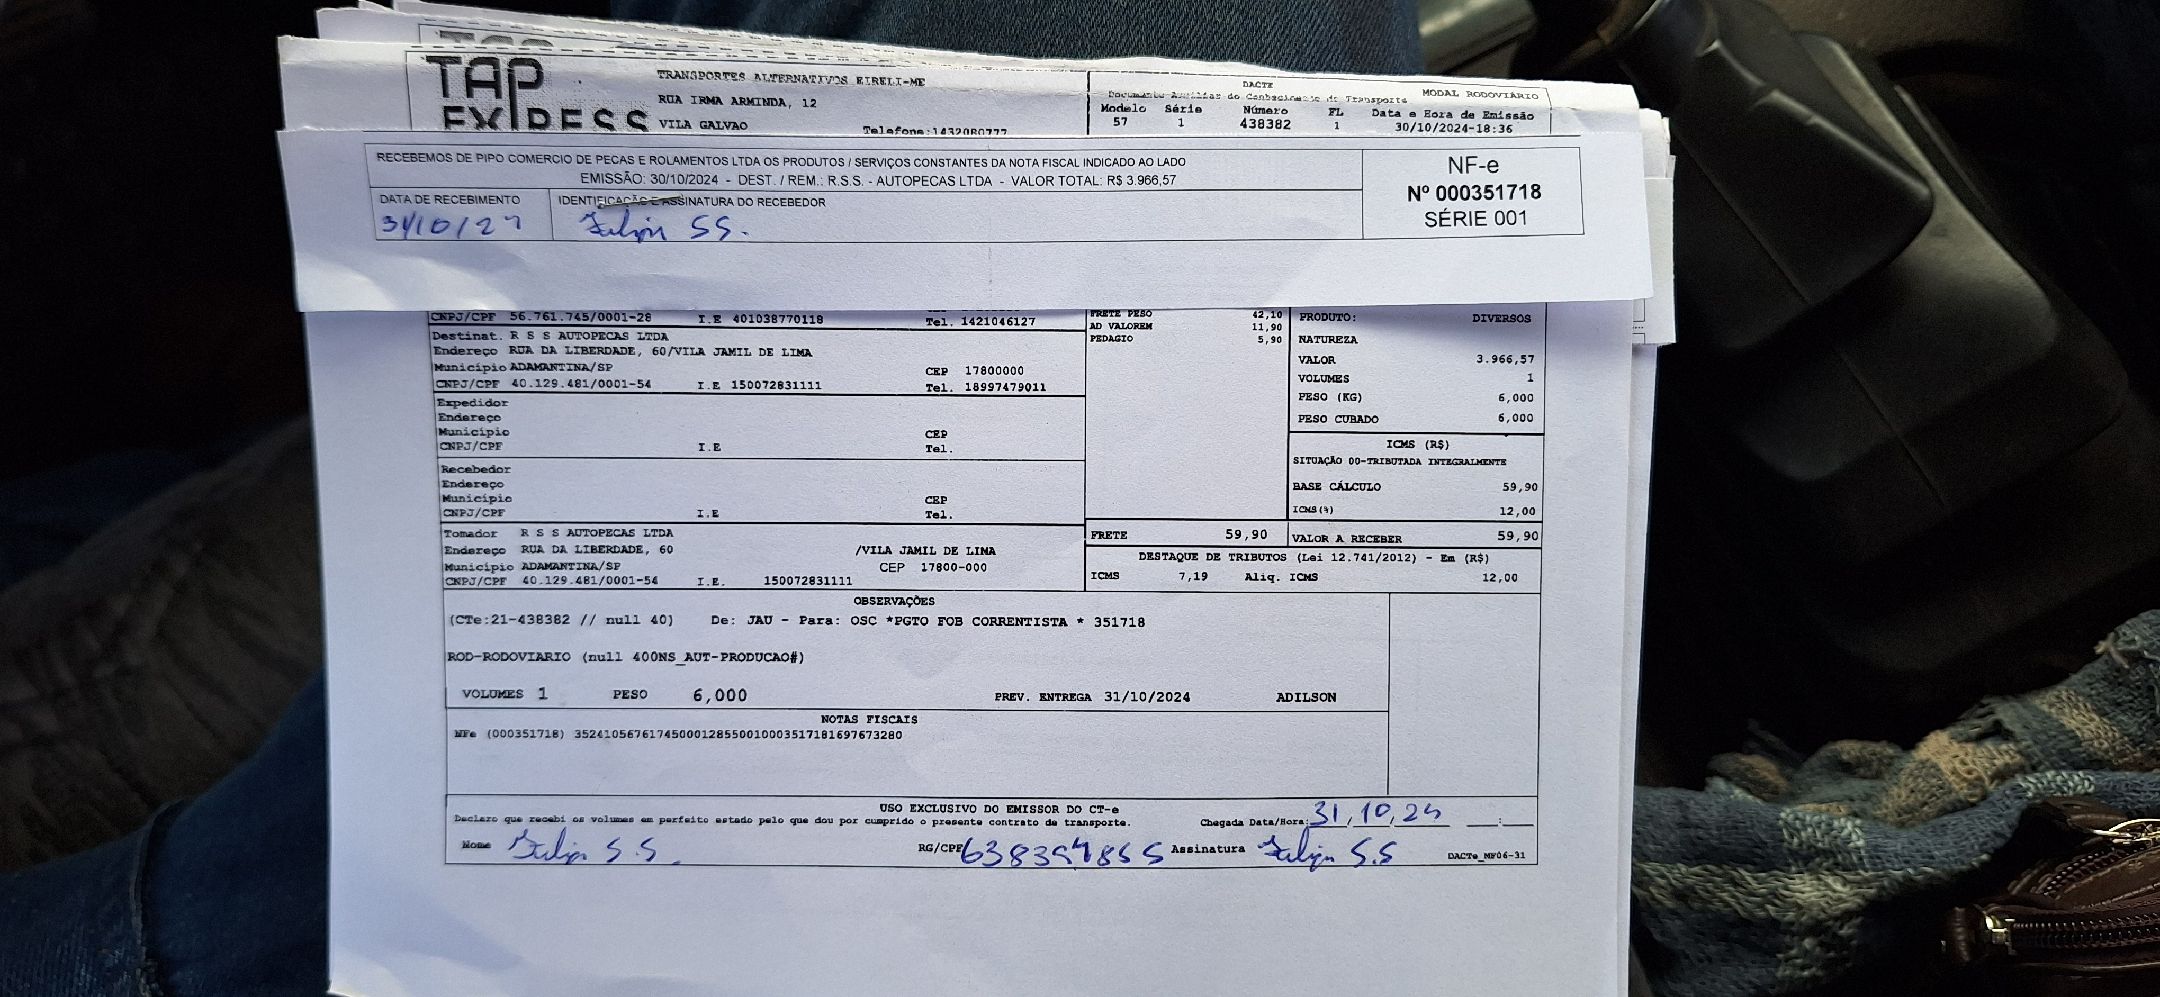 TAP
EXPRESS
TRANSPORTES ALTERNATIVOS EIRELI-ME
RUA IRMA ARMINDA, 12
VILA GALVAO Telefone:1432080777
DACTE
Documento Auxiliar do Conhecimento de Transporte MODAL RODOVIÁRIO
Modelo Série Número FL Data e Hora de Emissão
57 1 438382 1 30/10/2024-18:36
RECEBEMOS DE PIPO COMERCIO DE PECAS E ROLAMENTOS LTDA OS PRODUTOS / SERVIÇOS CONSTANTES DA NOTA FISCAL INDICADO AO LADO
EMISSÃO: 30/10/2024 - DEST. / REM.: R.S.S. - AUTOPECAS LTDA - VALOR TOTAL: R$ 3.966,57
DATA DE RECEBIMENTO IDENTIFICAÇÃO E ASSINATURA DO RECEBEDOR
31/10/24 S S.
NF-e
Nº 000351718
SÉRIE 001
CNPJ/CPF 56.761.745/0001-28 I.E 401038770118 Tel. 1421046127
Destinat. R S S AUTOPECAS LTDA
Endereço RUA DA LIBERDADE, 60/VILA JAMIL DE LIMA
Município ADAMANTINA/SP CEP 17800000
CNPJ/CPF 40.129.481/0001-54 I.E 150072831111 Tel. 18997479011
Expedidor
Endereço
Município CEP
CNPJ/CPF I.E Tel.
Recebedor
Endereço
Município CEP
CNPJ/CPF I.E Tel.
Tomador R S S AUTOPECAS LTDA
Endereço RUA DA LIBERDADE, 60 /VILA JAMIL DE LIMA
Município ADAMANTINA/SP CEP 17800-000
CNPJ/CPF 40.129.481/0001-54 I.E. 150072831111
FRETE PESO 42,10
AD VALOREM 11,90
PEDAGIO 5,90
PRODUTO: DIVERSOS
NATUREZA
VALOR 3.966,57
VOLUMES 1
PESO (KG) 6,000
PESO CUBADO 6,000
ICMS (R$)
SITUAÇÃO 00-TRIBUTADA INTEGRALMENTE
BASE CÁLCULO 59,90
ICMS(%) 12,00
FRETE 59,90 VALOR A RECEBER 59,90
DESTAQUE DE TRIBUTOS (Lei 12.741/2012) - Em (R$)
ICMS 7,19 Aliq. ICMS 12,00
OBSERVAÇÕES
(CTe:21-438382 // null 40) De: JAU - Para: OSC *PGTO FOB CORRENTISTA * 351718
ROD-RODOVIARIO (null 400NS_AUT-PRODUCAO#)
VOLUMES 1 PESO 6,000 PREV. ENTREGA 31/10/2024 ADILSON
NOTAS FISCAIS
NFe (000351718) 35241056761745000128550010003517181697673280
USO EXCLUSIVO DO EMISSOR DO CT-e
Declaro que recebi os volumes em perfeito estado pelo que dou por cumprido o presente contrato de transporte. Chegada Data/Hora: 31,10,24 __:__
Nome S.S. RG/CPF Assinatura S.S DACTe_MF06-31